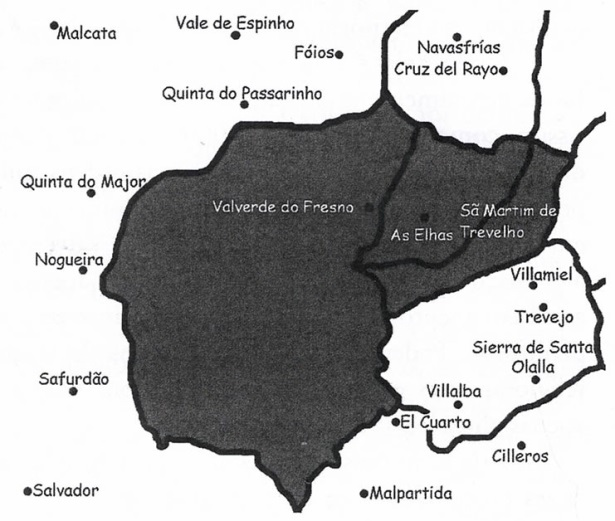 Malcata
Vale de Espinho
Fóios
Navasfrías
Cruz del Rayo
Quinta do Passarinho
Quinta do Major
Valverde do Fresno
As Elhas
Sã Martim de
Trevelho
Nogueira
Villamiel
Trevejo
Sierra de Santa
Olalla
Safurdão
Villalba
El Cuarto
Cilleros
Salvador
Malpartida